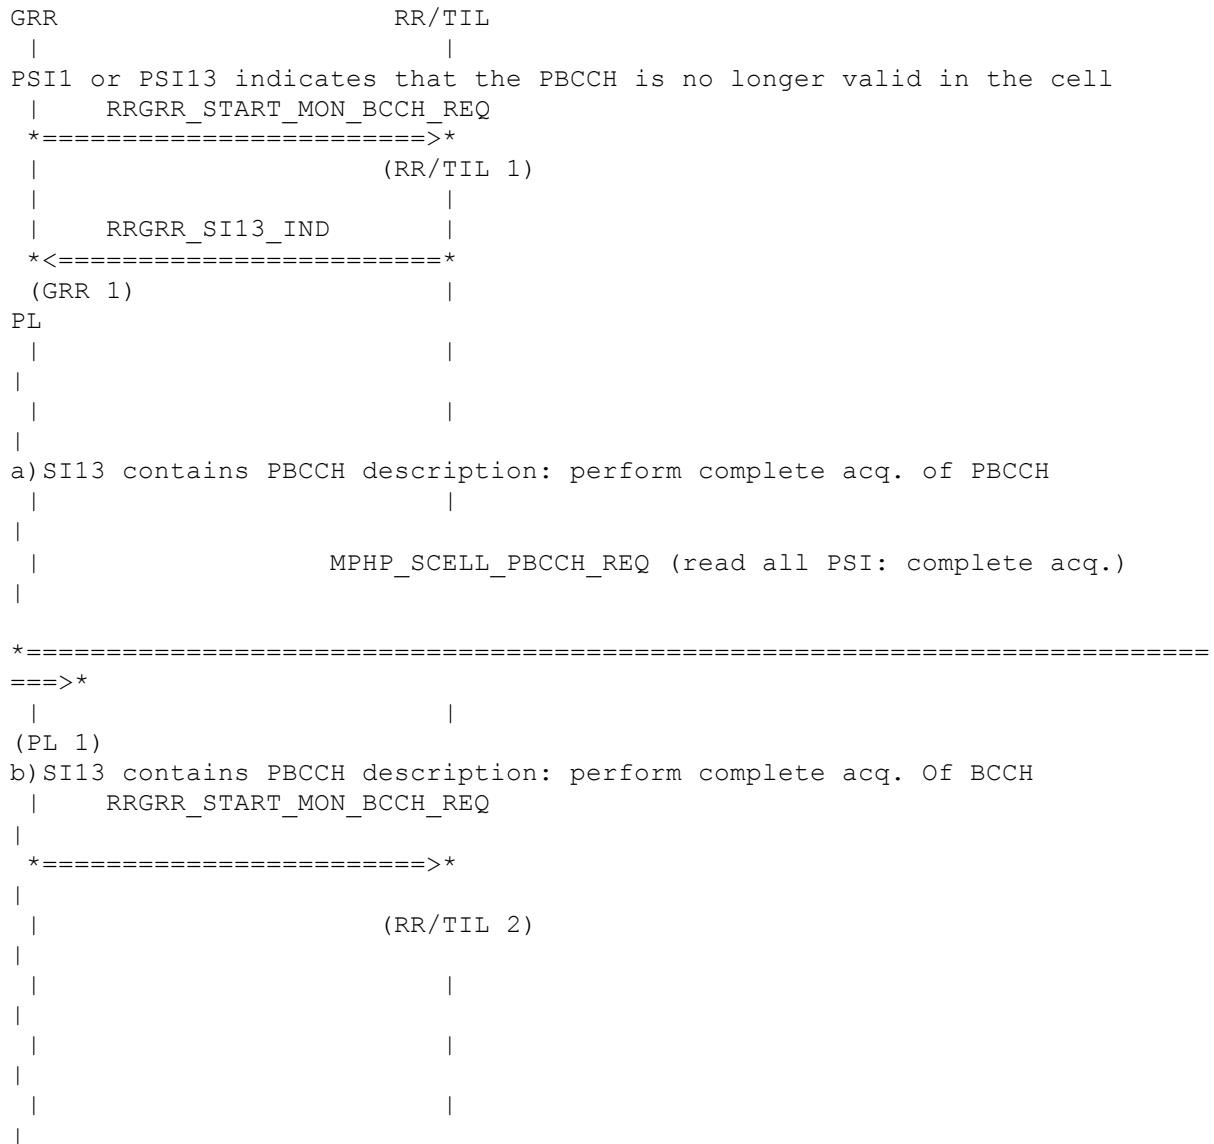 GRR                     RR/TIL
 |                         |
PSI1 or PSI13 indicates that the PBCCH is no longer valid in the cell
 |    RRGRR_START_MON_BCCH_REQ
 *========================>*
 |                     (RR/TIL 1)
 |                         |
 |    RRGRR_SI13_IND       |
 *<========================*
 (GRR 1)                   |
PL
 |                         |
|
 |                         |
|
a)SI13 contains PBCCH description: perform complete acq. of PBCCH
 |                         |
|
 |                  MPHP_SCELL_PBCCH_REQ (read all PSI: complete acq.)
|

*==========================================================================
===>*
 |                         |
(PL 1)
b)SI13 contains PBCCH description: perform complete acq. Of BCCH
 |    RRGRR_START_MON_BCCH_REQ
|
 *========================>*
|
 |                     (RR/TIL 2)
|
 |                         |
|
 |                         |
|
 |                         |
|